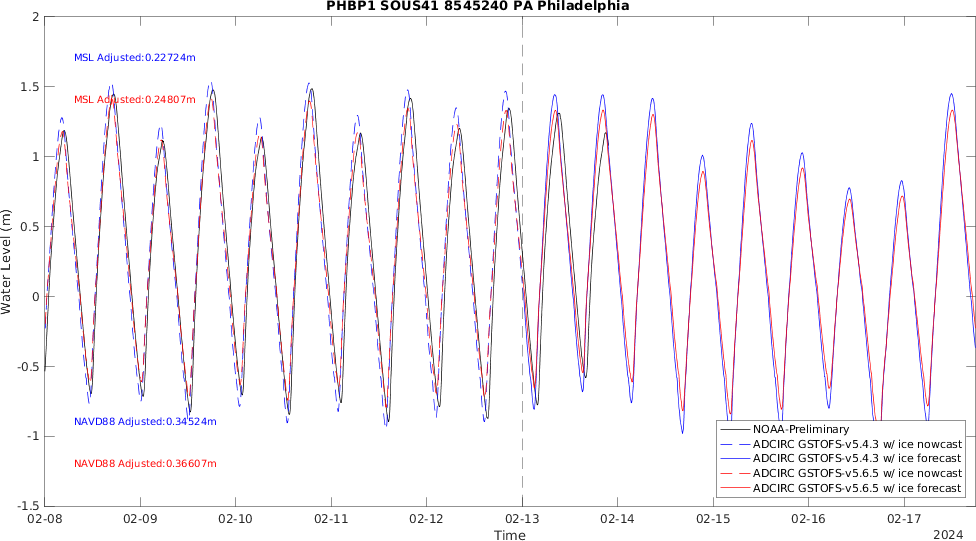 PHBP1 SOUS41 8545240 PA Philadelphia
2
1.5
1
0.5
0
-0.5
-1
-1.5
Water Level (m)
MSL Adjusted:0.22724m
MSL Adjusted:0.24807m
NAVD88 Adjusted:0.34524m
NAVD88 Adjusted:0.36607m
NOAA-Preliminary
ADCIRC GSTOFS-v5.4.3 w/ ice nowcast
ADCIRC GSTOFS-v5.4.3 w/ ice forecast
ADCIRC GSTOFS-v5.6.5 w/ ice nowcast
ADCIRC GSTOFS-v5.6.5 w/ ice forecast
02-08 02-09 02-10 02-11 02-12 02-13 02-14 02-15 02-16 02-17
Time
2024